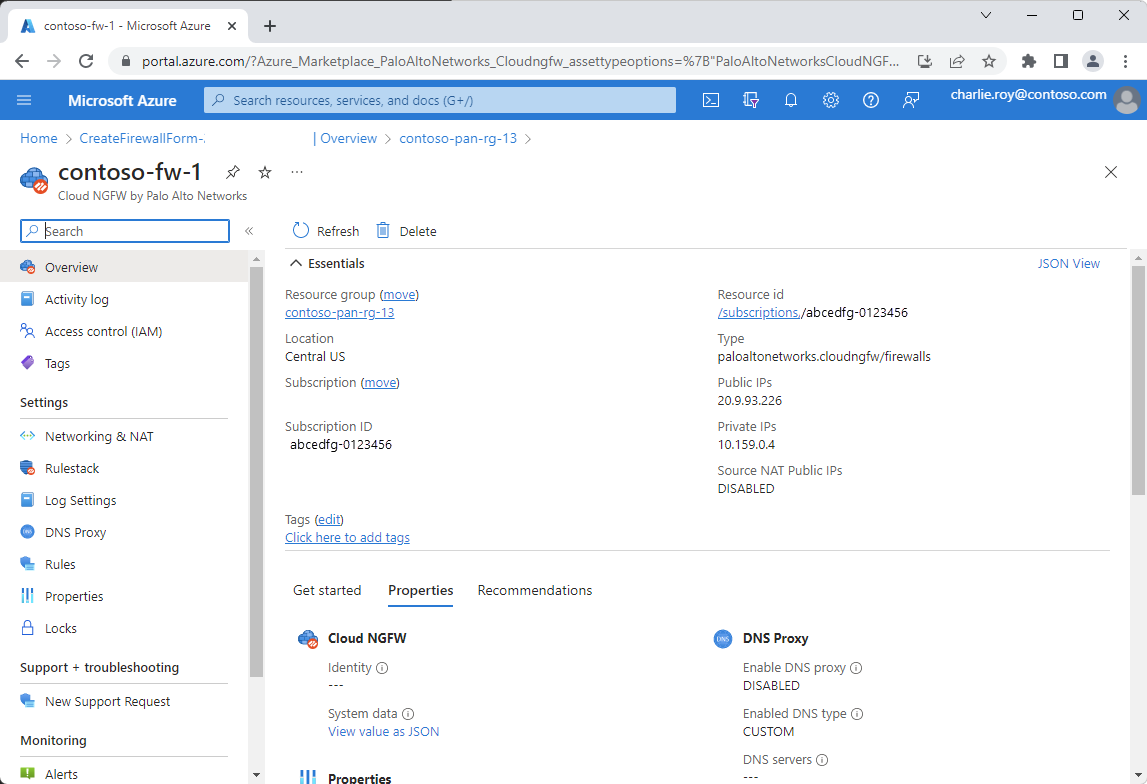 contoso-fw-1 - Microsoft Azure
portal.azure.com/?Azure_Marketplace_PaloAltoNetworks_Cloudngfw_assettypeoptions=%7B"PaloAltoNetworksCloudNGF...
Microsoft Azure
Search resources, services, and docs (G+/)
charlie.roy@contoso.com
Home > CreateFirewallForm-. | Overview > contoso-pan-rg-13 >
contoso-fw-1
...
Cloud NGFW by Palo Alto Networks
Search
«
Overview
Activity log
Access control (IAM)
Tags
Settings
Networking & NAT
Rulestack
Log Settings
DNS Proxy
Rules
Properties
Locks
Support + troubleshooting
New Support Request
Monitoring
Alerts
Refresh
Delete
Essentials
JSON View
Resource group (move)
contoso-pan-rg-13
Location
Central US
Subscription (move)
Subscription ID
abcedfg-0123456
Resource id
/subscriptions,/abcedfg-0123456
Type
paloaltonetworks.cloudngfw/firewalls
Public IPs
20.9.93.226
Private IPs
10.159.0.4
Source NAT Public IPs
DISABLED
Tags (edit)
Click here to add tags
Get started
Properties
Recommendations
Cloud NGFW
Identity
---
System data
View value as JSON
Properties
DNS
DNS Proxy
Enable DNS proxy
DISABLED
Enabled DNS type
CUSTOM
DNS servers
---